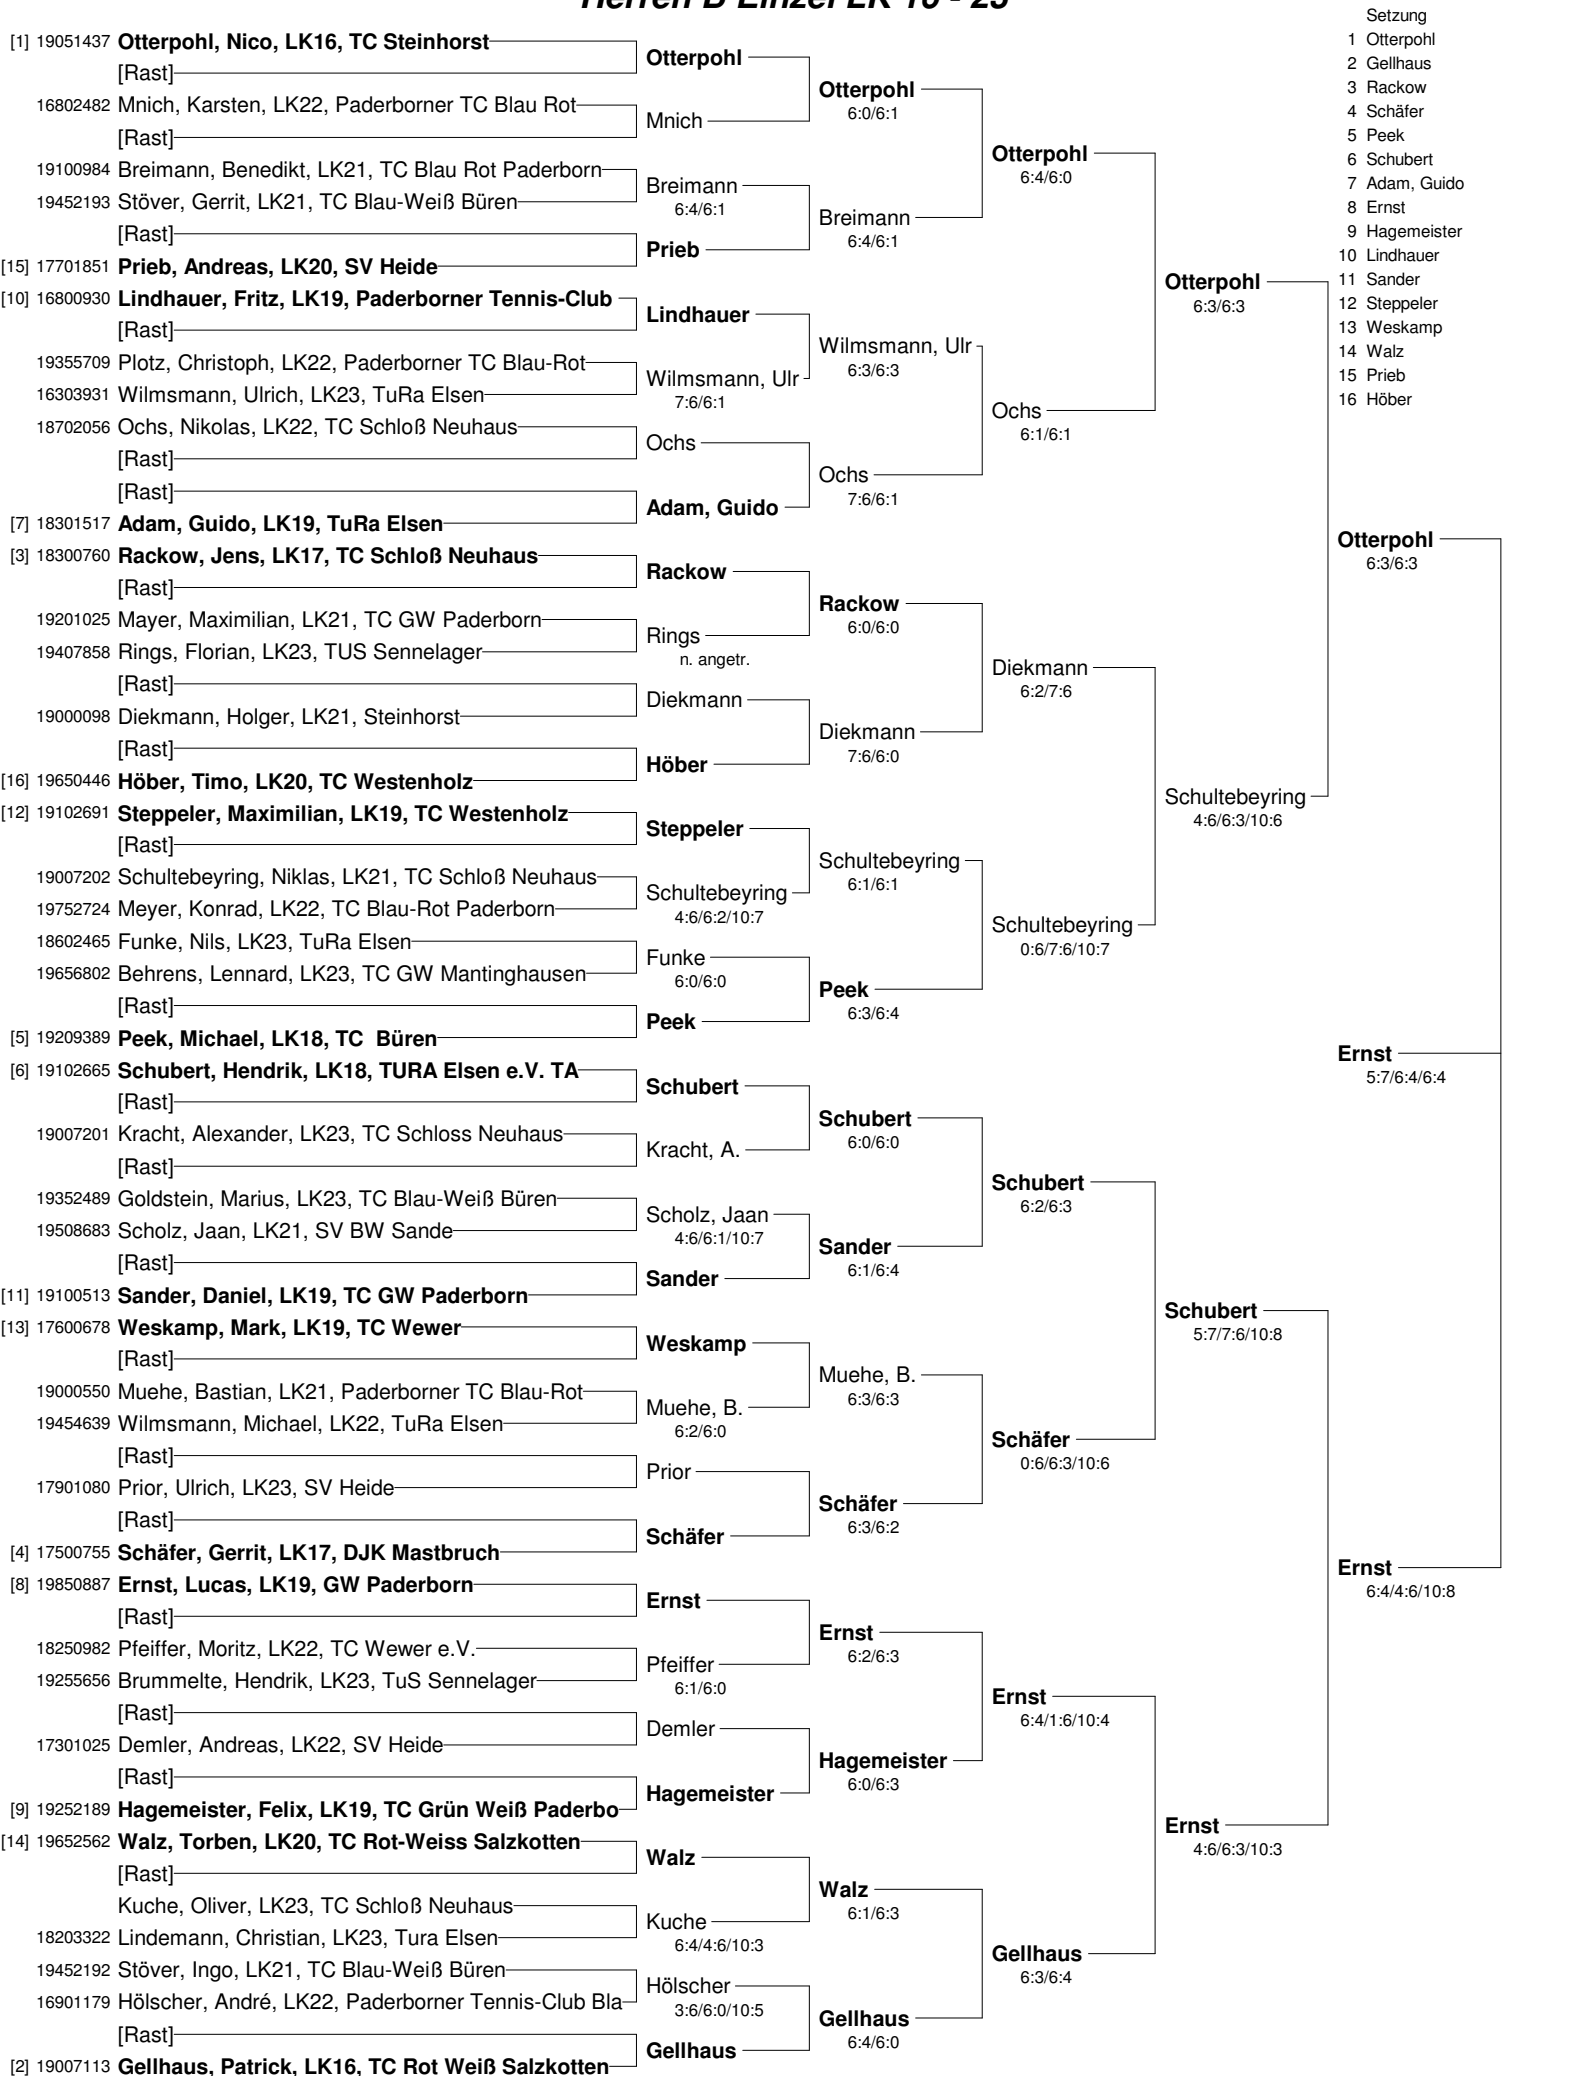 Herren B Einzel LK
[1] 19051437 Otterpohl, Nico, LK16, TC Steinhorst
[Rast]
16802482 Mnich, Karsten, LK22, Paderborner TC Blau Rot
[Rast]
19100984 Breimann, Benedikt, LK21, TC Blau Rot Paderborn
19452193 Stöver, Gerrit, LK21, TC Blau-Weiß Büren
[Rast]
[15] 17701851 Prieb, Andreas, LK20, SV Heide
[10] 16800930 Lindhauer, Fritz, LK19, Paderborner Tennis-Club
[Rast]
19355709 Plotz, Christoph, LK22, Paderborner TC Blau-Rot
16303931 Wilmsmann, Ulrich, LK23, TuRa Elsen
18702056 Ochs, Nikolas, LK22, TC Schloß Neuhaus
[Rast]
[Rast]
[7] 18301517 Adam, Guido, LK19, TuRa Elsen
[3] 18300760 Rackow, Jens, LK17, TC Schloß Neuhaus
[Rast]
19201025 Mayer, Maximilian, LK21, TC GW Paderborn
19407858 Rings, Florian, LK23, TUS Sennelager
[Rast]
19000098 Diekmann, Holger, LK21, Steinhorst
[Rast]
[16] 19650446 Höber, Timo, LK20, TC Westenholz
[12] 19102691 Steppeler, Maximilian, LK19, TC Westenholz
[Rast]
19007202 Schultebeyring, Niklas, LK21, TC Schloß Neuhaus
19752724 Meyer, Konrad, LK22, TC Blau-Rot Paderborn
18602465 Funke, Nils, LK23, TuRa Elsen
19656802 Behrens, Lennard, LK23, TC GW Mantinghausen
[Rast]
[5] 19209389 Peek, Michael, LK18, TC  Büren
[6] 19102665 Schubert, Hendrik, LK18, TURA Elsen e.V. TA
[Rast]
19007201 Kracht, Alexander, LK23, TC Schloss Neuhaus
[Rast]
19352489 Goldstein, Marius, LK23, TC Blau-Weiß Büren
19508683 Scholz, Jaan, LK21, SV BW Sande
[Rast]
[11] 19100513 Sander, Daniel, LK19, TC GW Paderborn
[13] 17600678 Weskamp, Mark, LK19, TC Wewer
[Rast]
19000550 Muehe, Bastian, LK21, Paderborner TC Blau-Rot
19454639 Wilmsmann, Michael, LK22, TuRa Elsen
[Rast]
17901080 Prior, Ulrich, LK23, SV Heide
[Rast]
[4] 17500755 Schäfer, Gerrit, LK17, DJK Mastbruch
[8] 19850887 Ernst, Lucas, LK19, GW Paderborn
[Rast]
18250982 Pfeiffer, Moritz, LK22, TC Wewer e.V.
19255656 Brummelte, Hendrik, LK23, TuS Sennelager
[Rast]
17301025 Demler, Andreas, LK22, SV Heide
[Rast]
[9] 19252189 Hagemeister, Felix, LK19, TC Grün Weiß Paderbo
[14] 19652562 Walz, Torben, LK20, TC Rot-Weiss Salzkotten
[Rast]
Kuche, Oliver, LK23, TC Schloß Neuhaus
18203322 Lindemann, Christian, LK23, Tura Elsen
19452192 Stöver, Ingo, LK21, TC Blau-Weiß Büren
16901179 Hölscher, André, LK22, Paderborner Tennis-Club Bla
[Rast]
[2] 19007113 Gellhaus, Patrick, LK16, TC Rot Weiß Salzkotten
Otterpohl
Mnich
Breimann
6:4/6:1
Prieb
Lindhauer
Wilmsmann, Ulr
7:6/6:1
Ochs
Adam, Guido
Rackow
Rings
n. angetr.
Diekmann
Höber
Steppeler
Schultebeyring
4:6/6:2/10:7
Funke
6:0/6:0
Peek
Schubert
Kracht, A.
Scholz, Jaan
4:6/6:1/10:7
Sander
Weskamp
Muehe, B.
6:2/6:0
Prior
Schäfer
Ernst
Pfeiffer
6:1/6:0
Demler
Hagemeister
Walz
Kuche
6:4/4:6/10:3
Hölscher
3:6/6:0/10:5
Gellhaus
Otterpohl
6:0/6:1
Breimann
6:4/6:1
Wilmsmann, Ulr
6:3/6:3
Ochs
7:6/6:1
Rackow
6:0/6:0
Diekmann
7:6/6:0
Schultebeyring
6:1/6:1
Peek
6:3/6:4
Schubert
6:0/6:0
Sander
6:1/6:4
Muehe, B.
6:3/6:3
Schäfer
6:3/6:2
Ernst
6:2/6:3
Hagemeister
6:0/6:3
Walz
6:1/6:3
Gellhaus
6:4/6:0
Otterpohl
6:4/6:0
Ochs
6:1/6:1
Diekmann
6:2/7:6
Schultebeyring
0:6/7:6/10:7
Schubert
6:2/6:3
Schäfer
0:6/6:3/10:6
Ernst
6:4/1:6/10:4
Gellhaus
6:3/6:4
Otterpohl
6:3/6:3
Schultebeyring
4:6/6:3/10:6
Schubert
5:7/7:6/10:8
Ernst
4:6/6:3/10:3
Otterpohl
6:3/6:3
Ernst
5:7/6:4/6:4
Ernst
6:4/4:6/10:8
Setzung
1 Otterpohl
2 Gellhaus
3 Rackow
4 Schäfer
5 Peek
6 Schubert
7 Adam, Guido
8 Ernst
9 Hagemeister
10 Lindhauer
11 Sander
12 Steppeler
13 Weskamp
14 Walz
15 Prieb
16 Höber